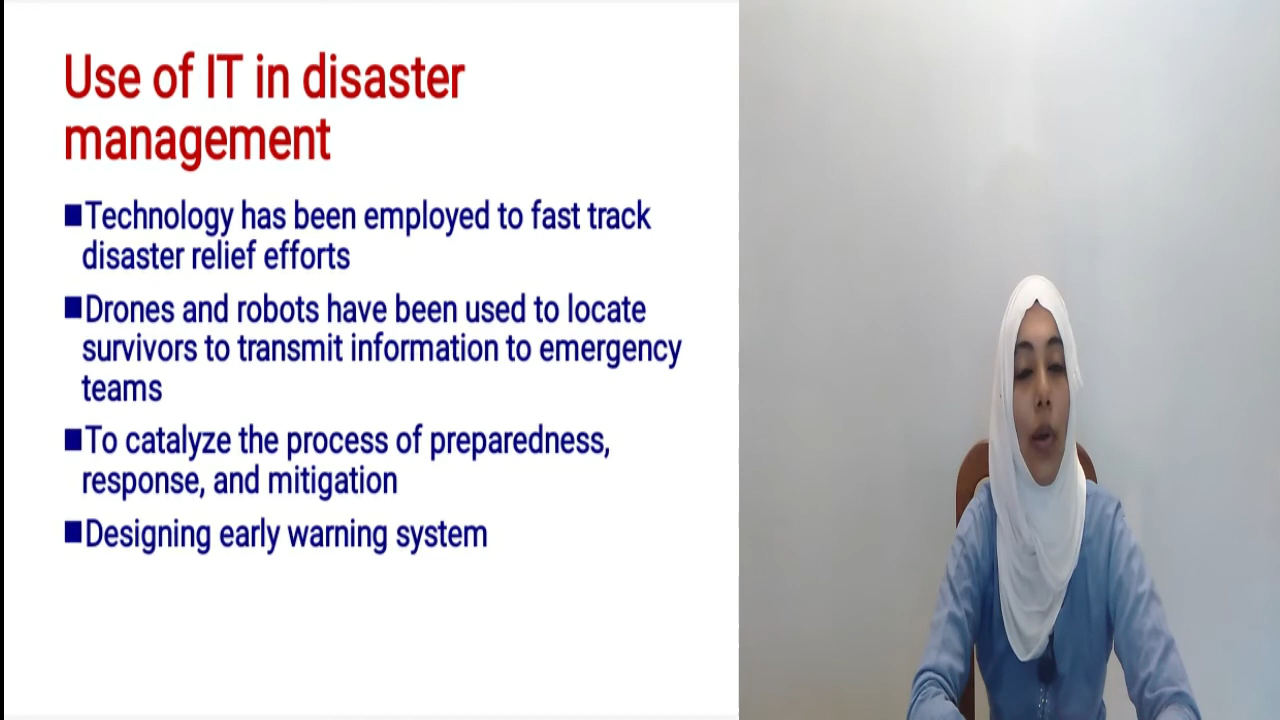 Use of IT in disaster
management
■Technology has been employed to fast track
disaster relief efforts
■Drones and robots have been used to locate
survivors to transmit information to emergency
teams
■To catalyze the process of preparedness,
response, and mitigation
■Designing early warning system